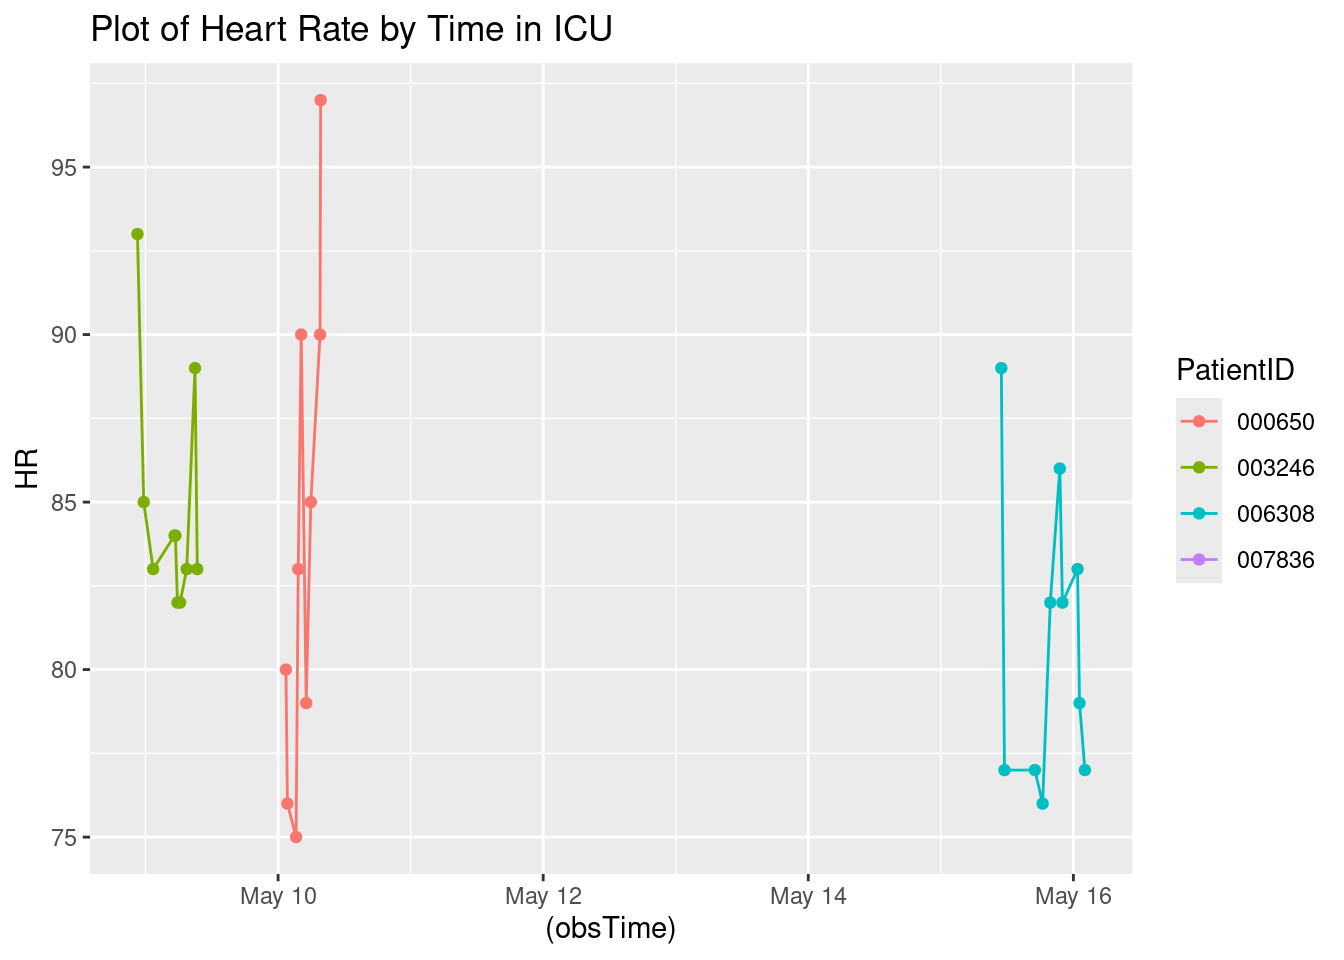 Plot of Heart Rate by Time in ICU
95
90
85
80
75
HR
May 10
May 12
May 14
May 16
(obsTime)
PatientID
000650
003246
006308
007836